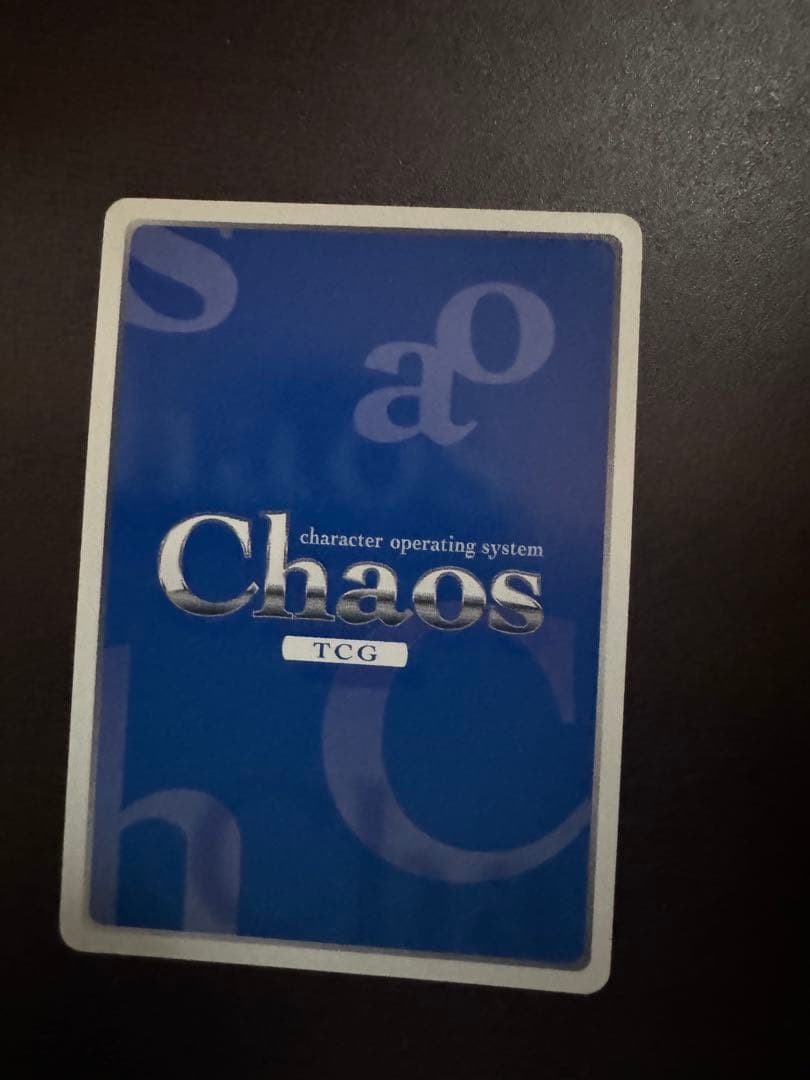 s
a o
character operating system
Chaos
TCG
C
h